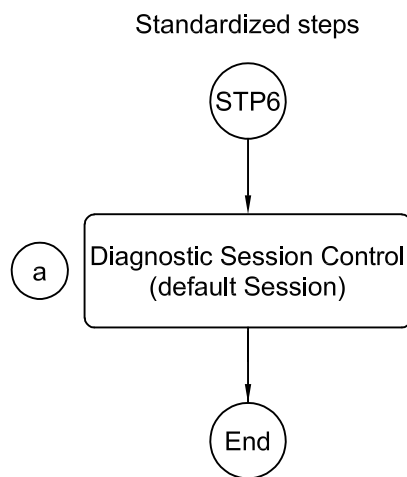 Standardized steps
STP6
a
Diagnostic Session Control
(default Session)
End